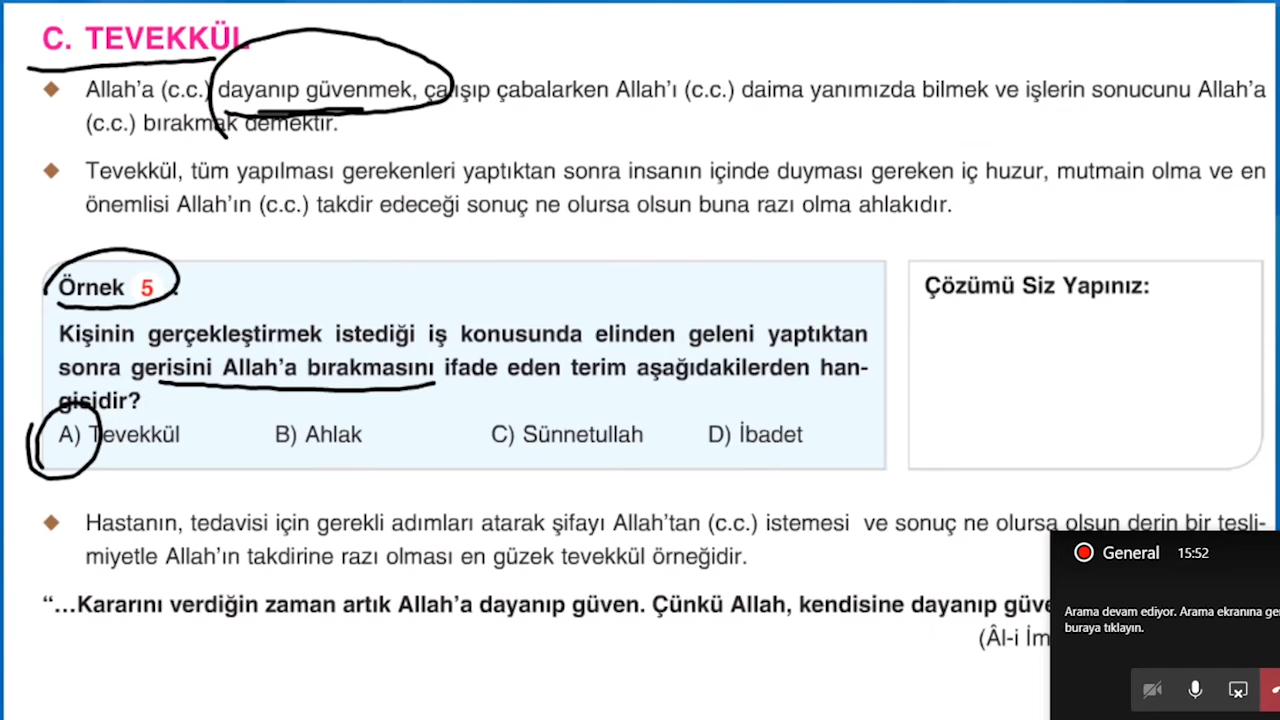 C. TEVEKKÜL
◆ Allah'a (c.c.) dayanıp güvenmek, çalışıp çabalarken Allah'ı (c.c.) daima yanımızda bilmek ve işlerin sonucunu Allah'a
(c.c.) bırakmak demektir.
◆ Tevekkül, tüm yapılması gerekenleri yaptıktan sonra insanın içinde duyması gereken iç huzur, mutmain olma ve en
önemlisi Allah'ın (c.c.) takdir edeceği sonuç ne olursa olsun buna razı olma ahlakıdır.
Örnek 5
Kişinin gerçekleştirmek istediği iş konusunda elinden geleni yaptıktan
sonra gerisini Allah'a bırakmasını ifade eden terim aşağıdakilerden han-
gisidir?
A) Tevekkül B) Ahlak C) Sünnetullah D) İbadet
Çözümü Siz Yapınız:
◆ Hastanın, tedavisi için gerekli adımları atarak şifayı Allah'tan (c.c.) istemesi ve sonuç ne olursa olsun derin bir tesli-
miyetle Allah'ın takdirine razı olması en güzek tevekkül örneğidir.
"...Kararını verdiğin zaman artık Allah'a dayanıp güven. Çünkü Allah, kendisine dayanıp
(Âl-i
General 15:52
Arama devam ediyor. Arama ekranına
buraya tıklayın.